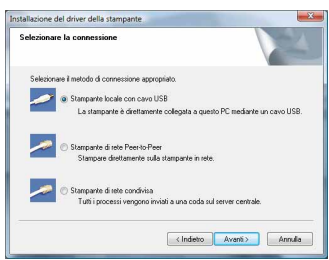 Installazione del driver della stampante
Selezionare la connessione
Selezionare il metodo di connessione appropriato.
Stampante locale con cavo USB
La stampante è direttamente collegata a questo PC mediante un cavo USB.
Stampante di rete Peer-to-Peer
Stampare direttamente sulla stampante in rete.
Stampante di rete condivisa
Tutti i processi vengono inviati a una coda sul server centrale.
< Indietro Avanti > Annulla